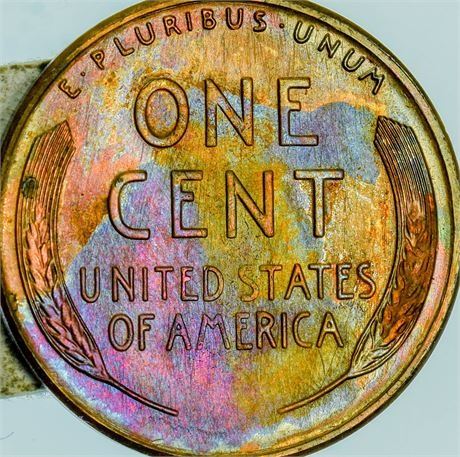 E · PLURIBUS · UNUM
ONE
CENT
UNITED STATES
OF AMERICA